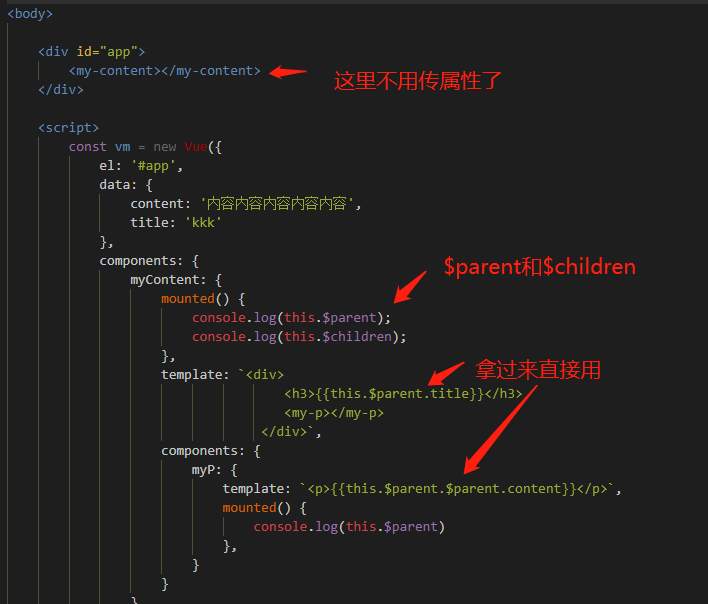 <body>
<div id="app">
<my-content></my-content>
这里不用传属性了
</div>
<script>
const vm = new Vue({
el: '#app',
data: {
content: '内容内容内容内容内容',
title: 'kkk'
},
components: {
myContent: {
$parent和$children
mounted() {
console.log(this.$parent);
console.log(this.$children);
},
拿过来直接用
template: `<div>
<h3>{{this.$parent.title}}</h3>
<my-p></my-p>
</div>`,
components: {
myP: {
template: `<p>{{this.$parent.$parent.content}}</p>`,
mounted() {
console.log(this.$parent)
},
}
}
}